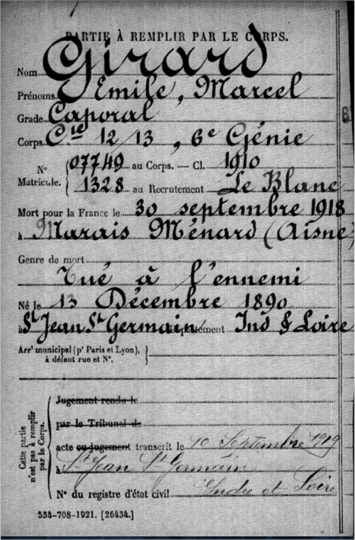 PARTIE À REMPLIR PAR LE CORPS.
Nom GIRARD
Prénoms Émile, Marcel
Grade Caporal
Corps Cie 12/13, 6e Génie
N° 07749 au Corps. — Cl. 1910
Matricule. 1328 au Recrutement Le Blanc
Mort pour la France le 30 septembre 1918
à Marais Ménard (Aisne)
Genre de mort
Tué à l'ennemi
Né le 13 Décembre 1890
St Jean St Germain Département Ind & Loire
Arrt municipal (pr Paris et Lyon),
à défaut rue et N°.
Cette partie n'est pas à remplir par le Corps.
Jugement rendu le
par le Tribunal de
acte ou jugement transcrit le 10 Septembre 1919
à St Jean St Germain
Indre et Loire
N° du registre d'état civil
534-708-1921. [26434.]